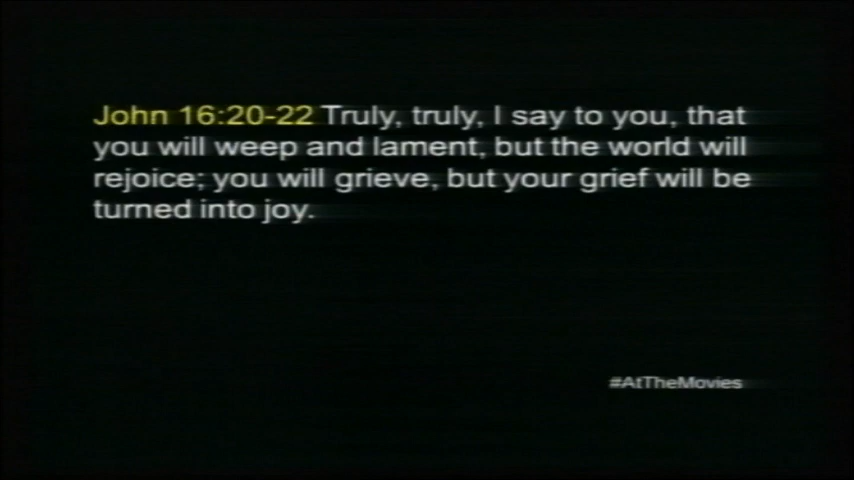 John 16:20-22 Truly, truly, I say to you, that
you will weep and lament, but the world will
rejoice; you will grieve, but your grief will be
turned into joy.
#AtTheMovies